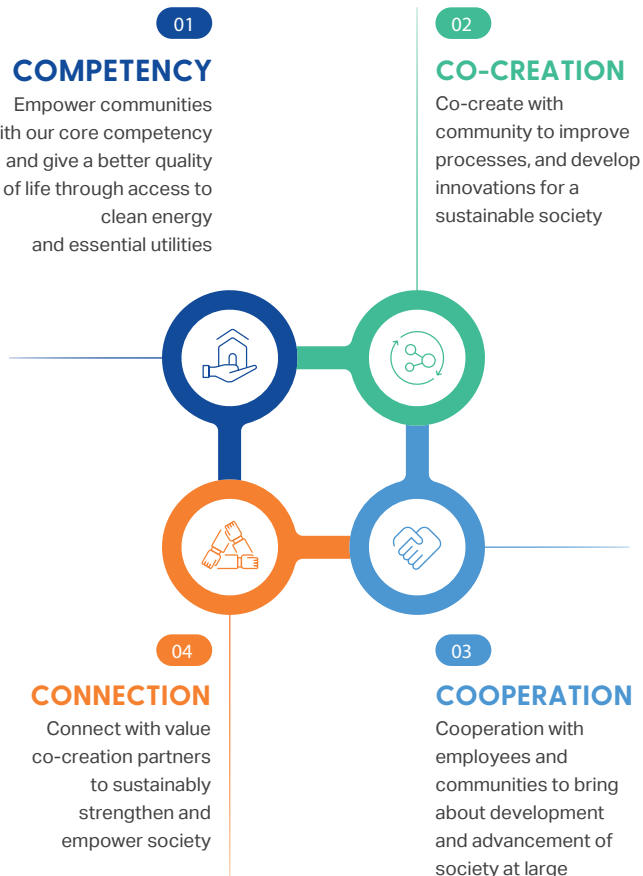 01
COMPETENCY
Empower communities
with our core competency
and give a better quality
of life through access to
clean energy
and essential utilities
02
CO-CREATION
Co-create with
community to improve
processes, and develop
innovations for a
sustainable society
04
CONNECTION
Connect with value
co-creation partners
to sustainably
strengthen and
empower society
03
COOPERATION
Cooperation with
employees and
communities to bring
about development
and advancement of
society at large